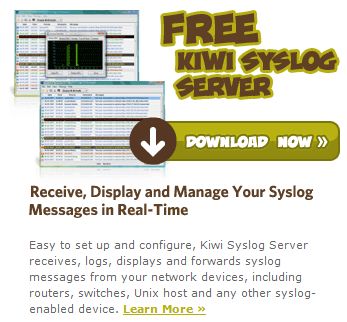 FREE
KIWI SYSLOG
SERVER
DOWNLOAD NOW »
Receive, Display and Manage Your Syslog
Messages in Real-Time
Easy to set up and configure, Kiwi Syslog Server
receives, logs, displays and forwards syslog
messages from your network devices, including
routers, switches, Unix host and any other syslog-
enabled device. Learn More »